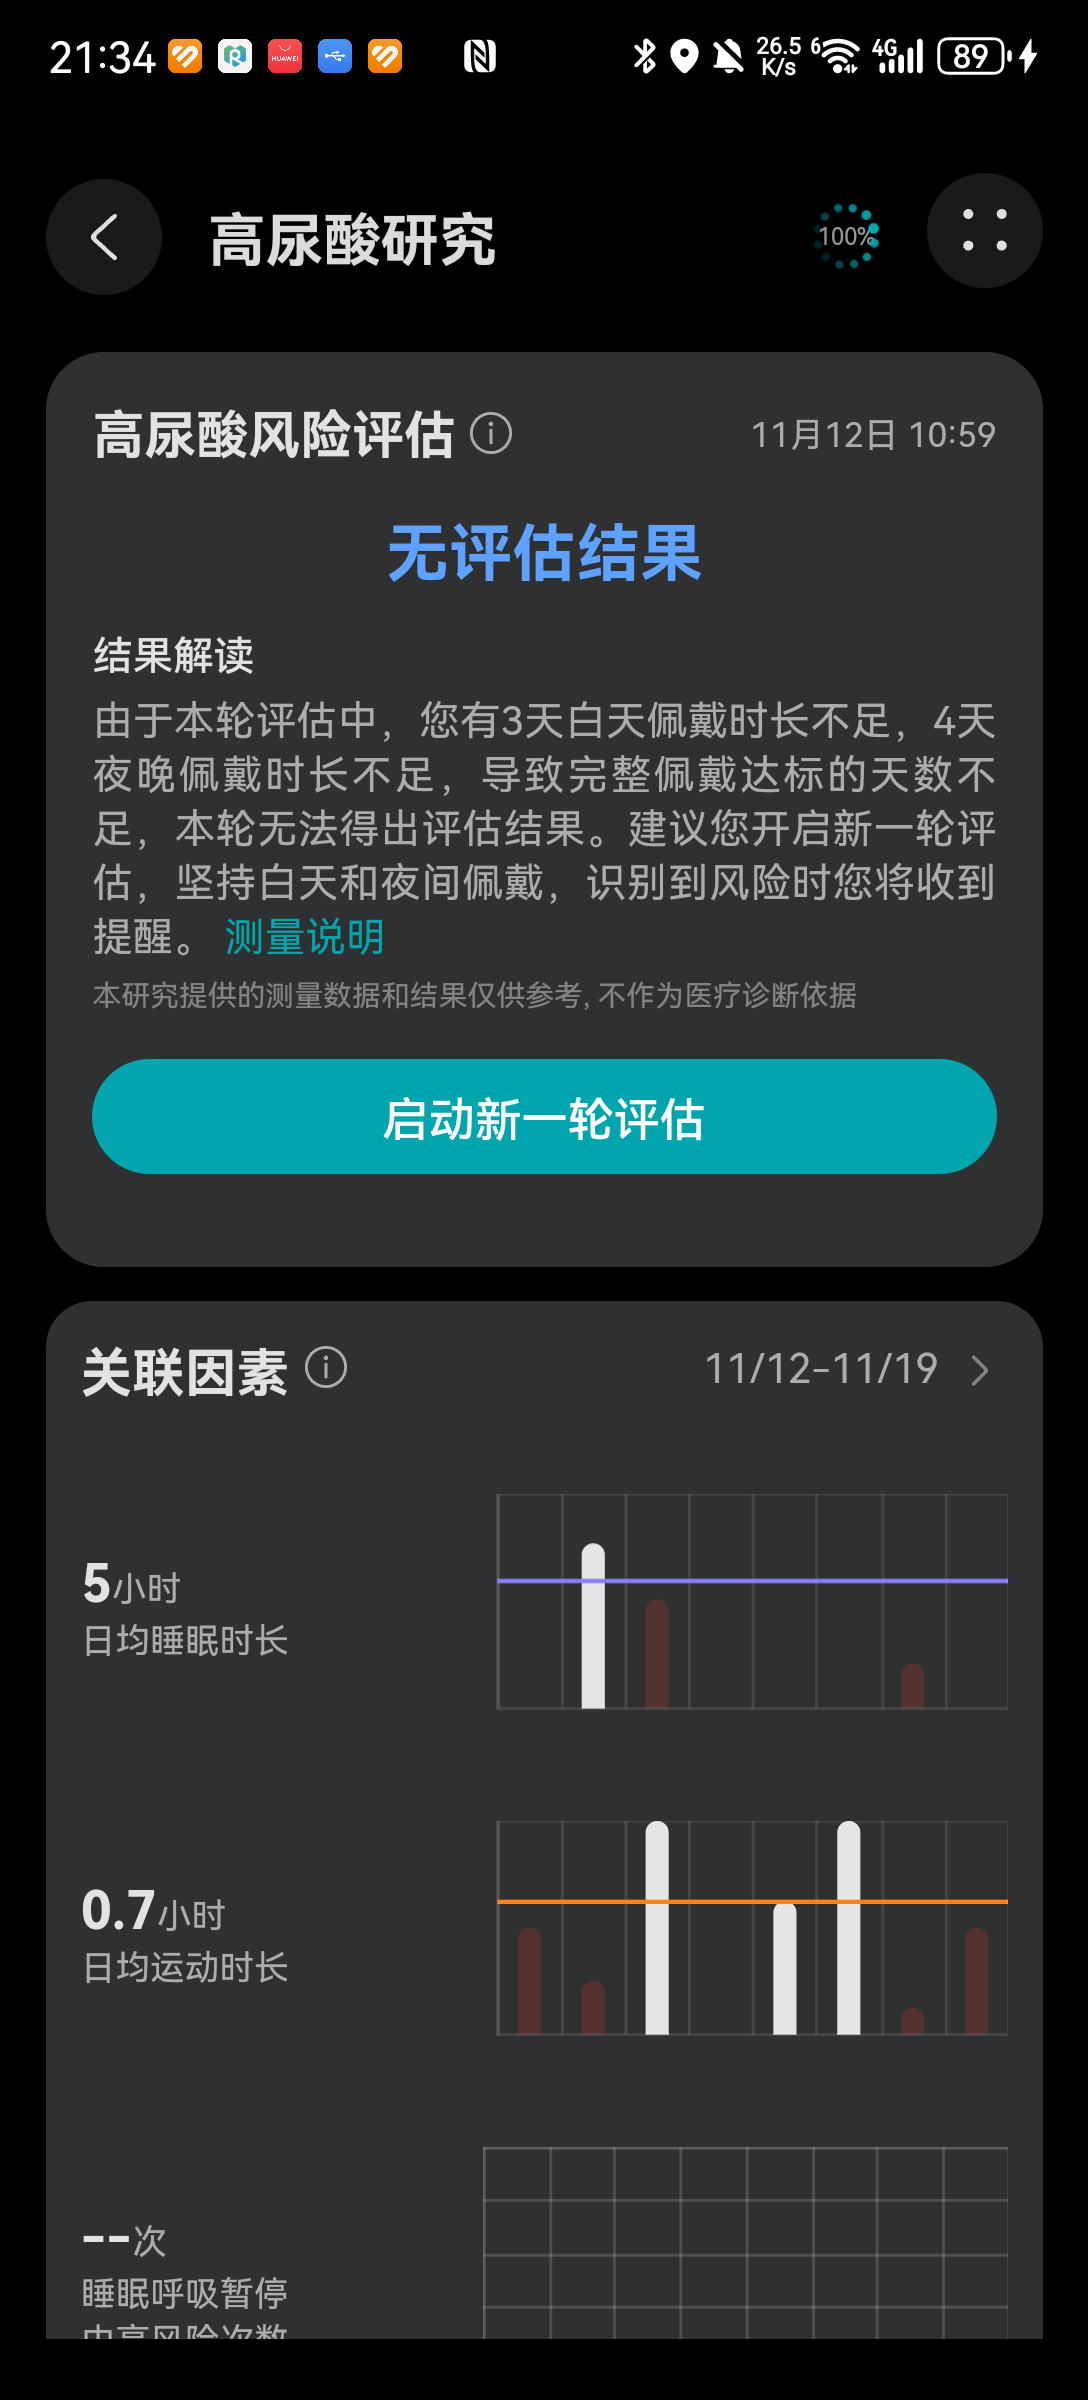 21:34
HUAWEI
26.5 K/s
6
4G
89
高尿酸研究
100%
高尿酸风险评估
11月12日 10:59
无评估结果
结果解读
由于本轮评估中，您有3天白天佩戴时长不足，4天
夜晚佩戴时长不足，导致完整佩戴达标的天数不
足，本轮无法得出评估结果。建议您开启新一轮评
估，坚持白天和夜间佩戴，识别到风险时您将收到
提醒。 测量说明
本研究提供的测量数据和结果仅供参考, 不作为医疗诊断依据
启动新一轮评估
关联因素
11/12-11/19
5小时
日均睡眠时长
0.7小时
日均运动时长
--次
睡眠呼吸暂停
中高风险次数